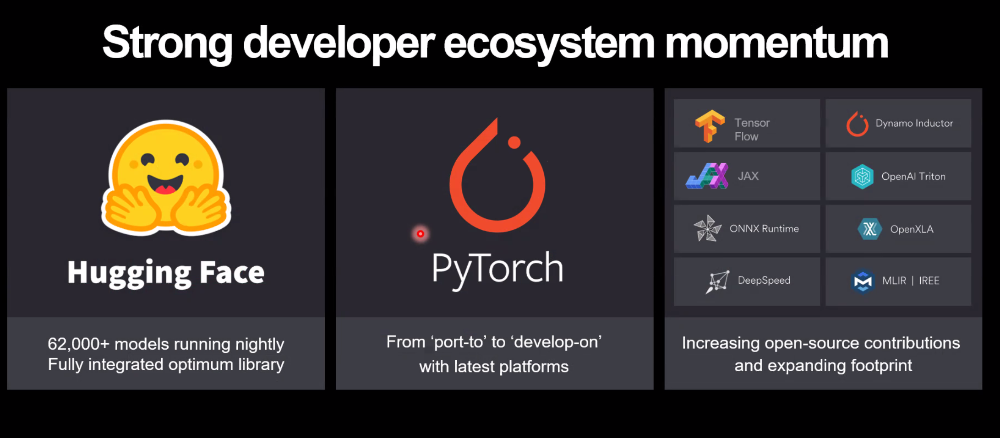 Strong developer ecosystem momentum
Hugging Face
62,000+ models running nightly
Fully integrated optimum library
PyTorch
From ‘port-to’ to ‘develop-on’
with latest platforms
Tensor
Flow
Dynamo Inductor
JAX
JAX
OpenAI Triton
ONNX Runtime
OpenXLA
DeepSpeed
MLIR | IREE
Increasing open-source contributions
and expanding footprint